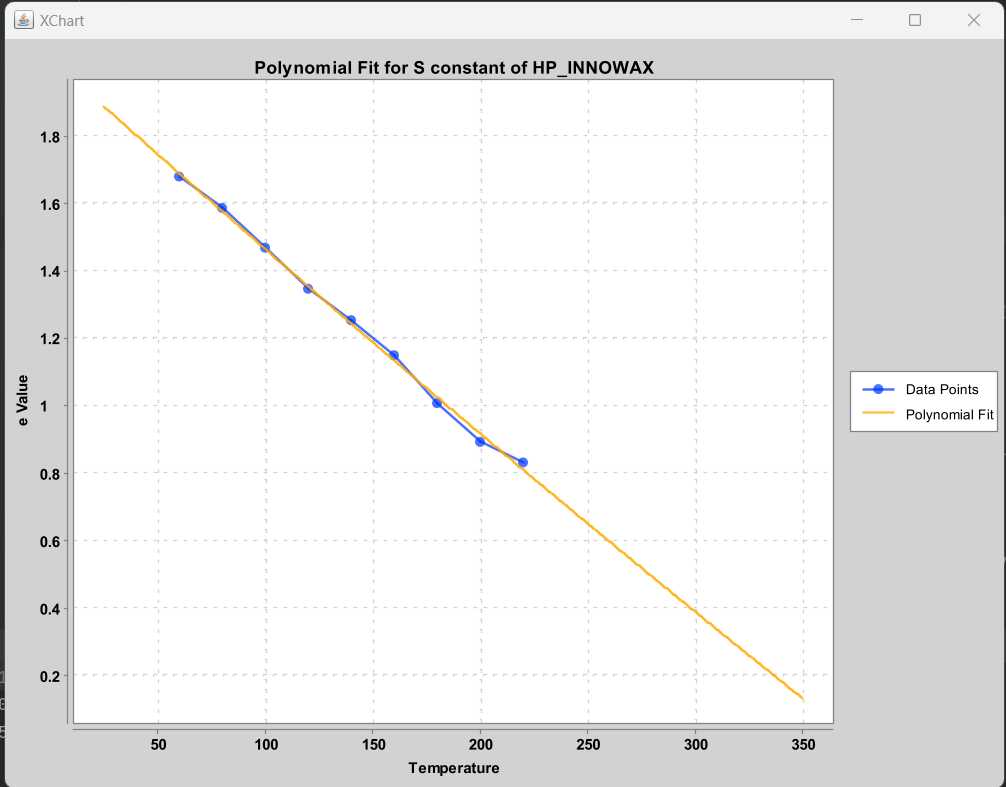 XChart
Polynomial Fit for S constant of HP_INNOWAX
1.8
1.6
1.4
1.2
1
0.8
0.6
0.4
0.2
e Value
50 100 150 200 250 300 350
Temperature
Data Points
Polynomial Fit